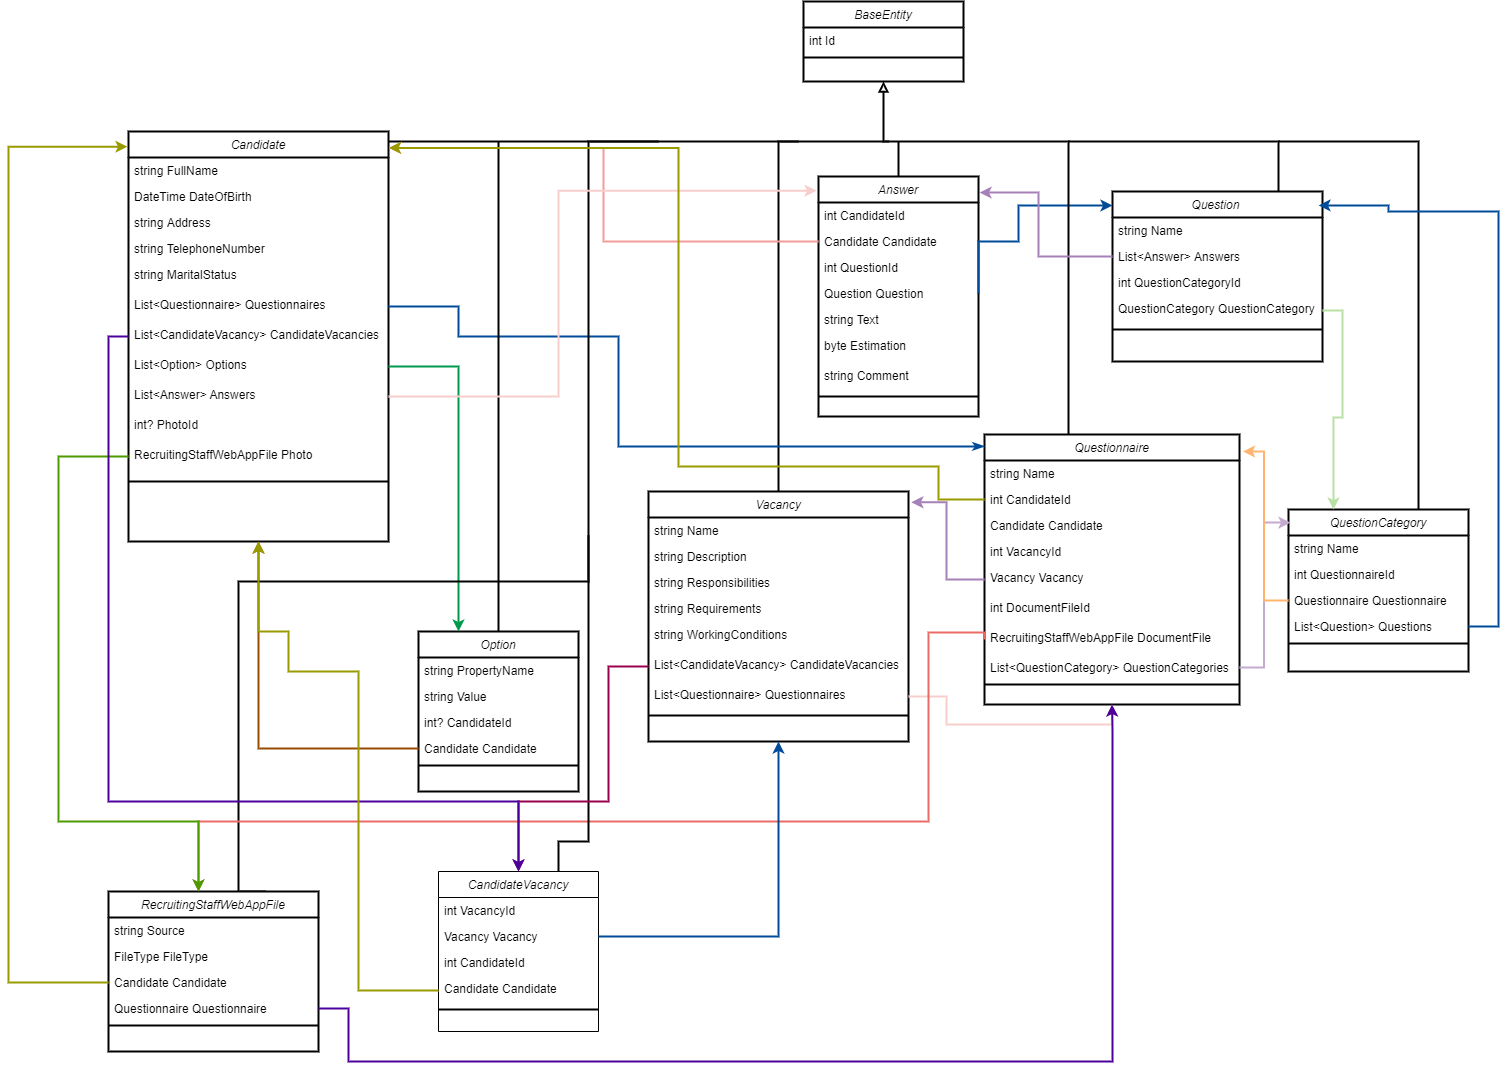 BaseEntity
int Id
Candidate
string FullName
DateTime DateOfBirth
string Address
string TelephoneNumber
string MaritalStatus
List<Questionnaire> Questionnaires
List<CandidateVacancy> CandidateVacancies
List<Option> Options
List<Answer> Answers
int? PhotoId
RecruitingStaffWebAppFile Photo
Answer
int CandidateId
Candidate Candidate
int QuestionId
Question Question
string Text
byte Estimation
string Comment
Question
string Name
List<Answer> Answers
int QuestionCategoryId
QuestionCategory QuestionCategory
Questionnaire
string Name
int CandidateId
Candidate Candidate
int VacancyId
Vacancy Vacancy
int DocumentFileId
RecruitingStaffWebAppFile DocumentFile
List<QuestionCategory> QuestionCategories
Vacancy
string Name
string Description
string Responsibilities
string Requirements
string WorkingConditions
List<CandidateVacancy> CandidateVacancies
List<Questionnaire> Questionnaires
QuestionCategory
string Name
int QuestionnaireId
Questionnaire Questionnaire
List<Question> Questions
Option
string PropertyName
string Value
int? CandidateId
Candidate Candidate
CandidateVacancy
int VacancyId
Vacancy Vacancy
int CandidateId
Candidate Candidate
RecruitingStaffWebAppFile
string Source
FileType FileType
Candidate Candidate
Questionnaire Questionnaire